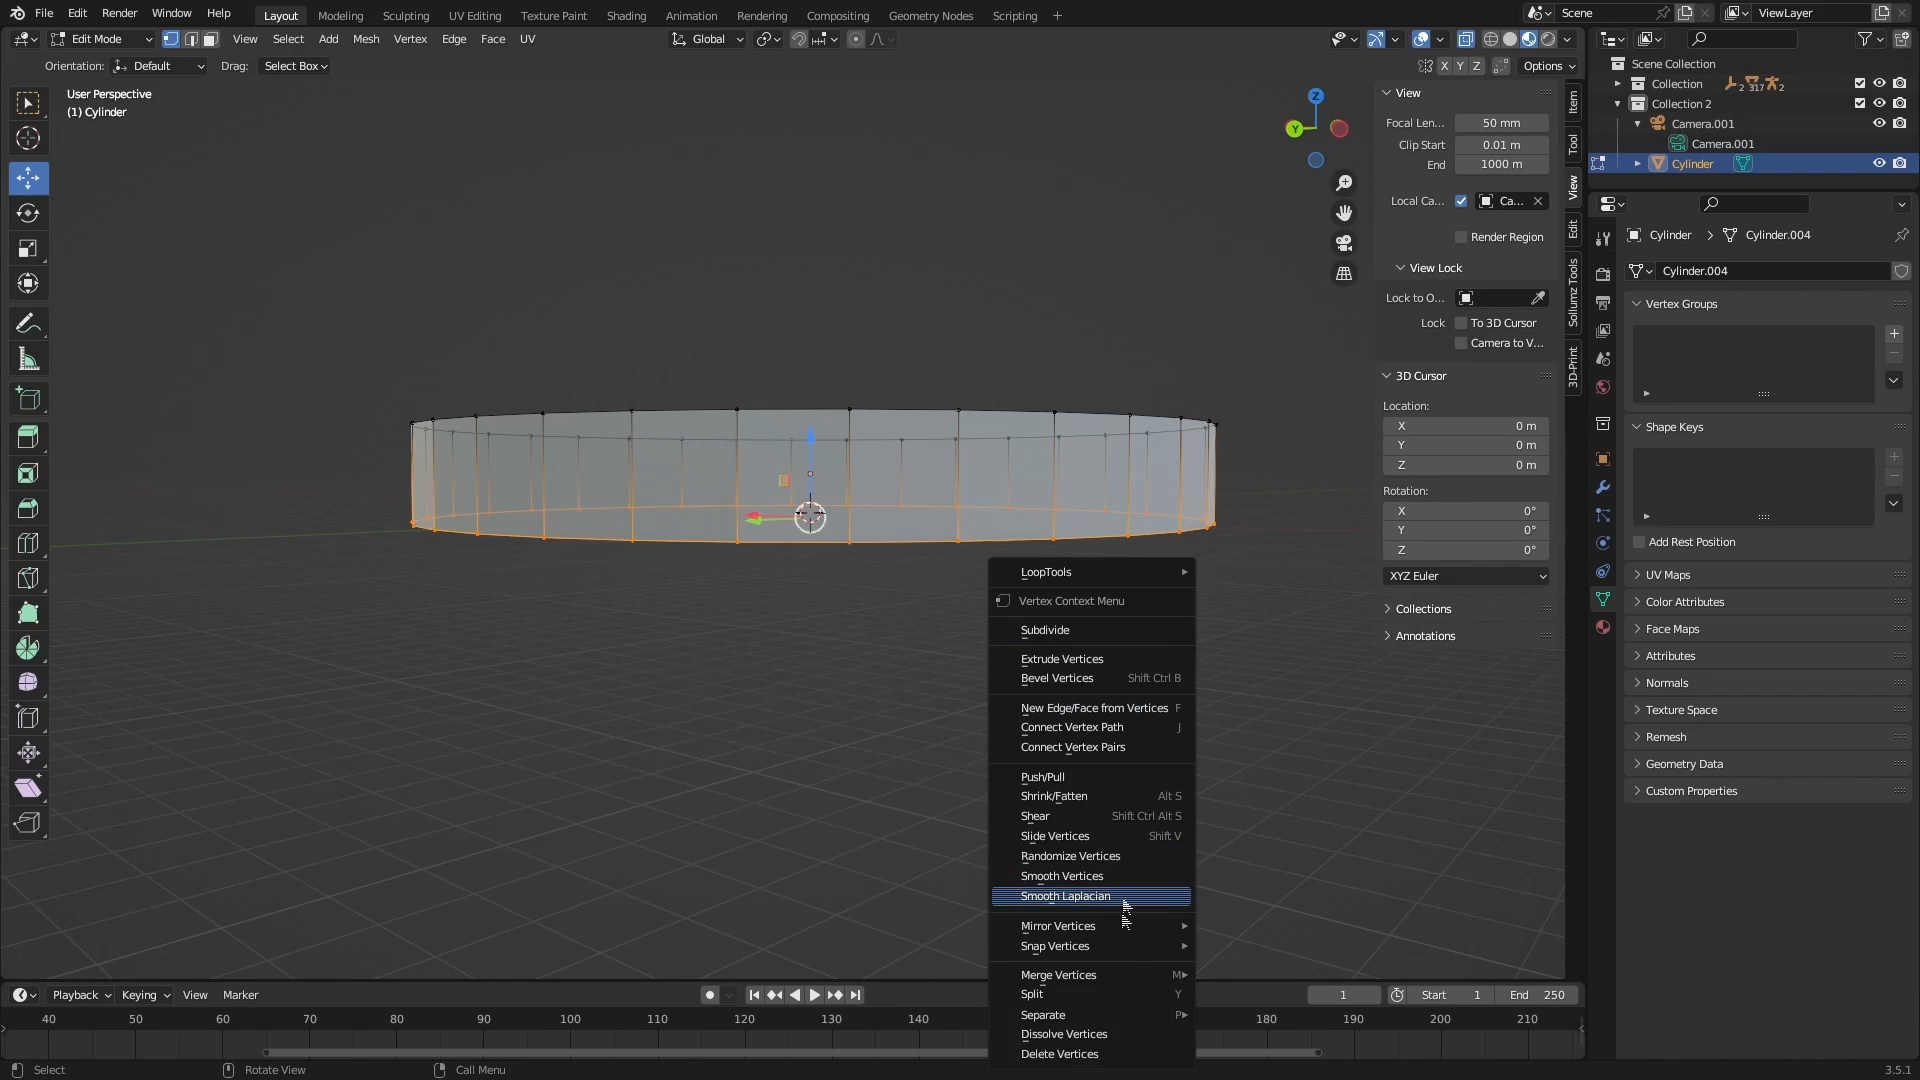 File Edit Render Window Help Layout Modeling Sculpting UV Editing Texture Paint Shading Animation Rendering Compositing Geometry Nodes Scripting + Scene ViewLayer
Edit Mode View Select Add Mesh Vertex Edge Face UV Global
Orientation: Default Drag: Select Box X Y Z Options
User Perspective
(1) Cylinder
Z
Y
View
Focal Len... 50 mm
Clip Start 0.01 m
End 1000 m
Local Ca... Ca...
Render Region
View Lock
Lock to O...
Lock To 3D Cursor
Camera to V...
3D Cursor
Location:
X 0 m
Y 0 m
Z 0 m
Rotation:
X 0°
Y 0°
Z 0°
XYZ Euler
Collections
Annotations
Item
Tool
View
Edit
Sollumz Tools
3D-Print
Scene Collection
Collection 2 317 2
Collection 2
Camera.001
Camera.001
Cylinder
Cylinder > Cylinder.004
Cylinder.004
Vertex Groups
Shape Keys
Add Rest Position
UV Maps
Color Attributes
Face Maps
Attributes
Normals
Texture Space
Remesh
Geometry Data
Custom Properties
LoopTools
Vertex Context Menu
Subdivide
Extrude Vertices
Bevel Vertices Shift Ctrl B
New Edge/Face from Vertices F
Connect Vertex Path J
Connect Vertex Pairs
Push/Pull
Shrink/Fatten Alt S
Shear Shift Ctrl Alt S
Slide Vertices Shift V
Randomize Vertices
Smooth Vertices
Smooth Laplacian
Mirror Vertices
Snap Vertices
Merge Vertices M
Split Y
Separate P
Dissolve Vertices
Delete Vertices
Playback Keying View Marker 1 Start 1 End 250
40 50 60 70 80 90 100 110 120 130 140 180 190 200 210
Select Rotate View Call Menu 3.5.1